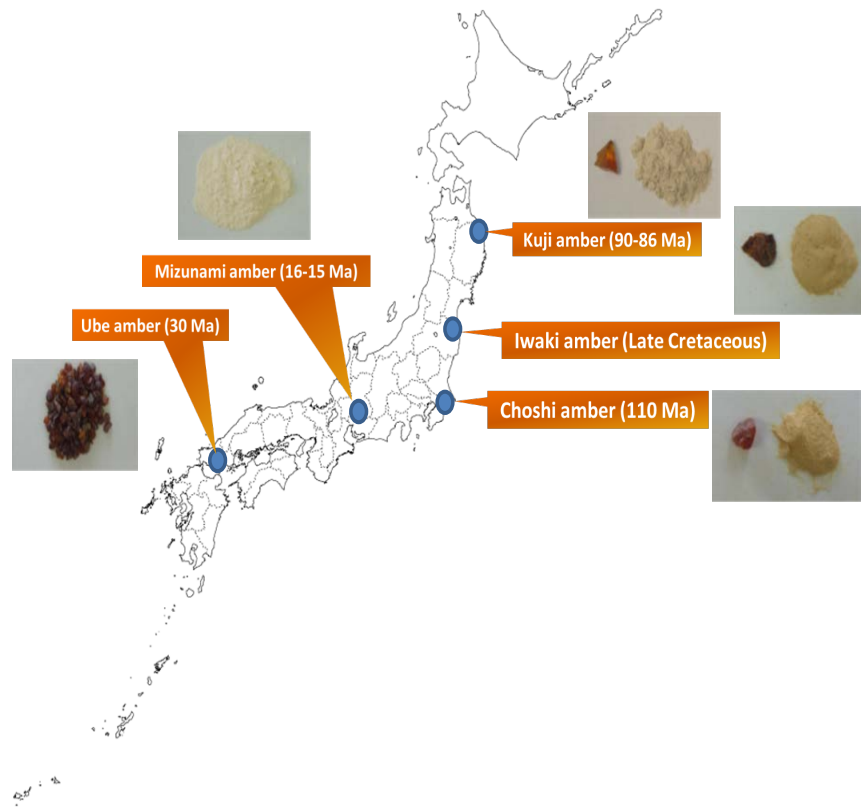 Kuji amber (90-86 Ma)
Mizunami amber (16-15 Ma)
Ube amber (30 Ma)
Iwaki amber (Late Cretaceous)
Choshi amber (110 Ma)